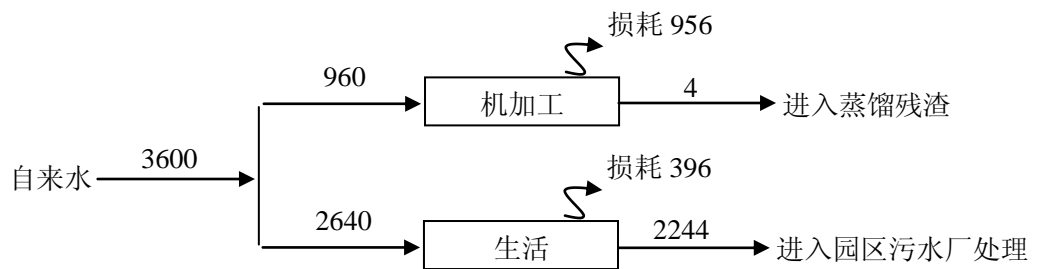 损耗 956
960
机加工
4
进入蒸馏残渣
自来水
3600
损耗 396
2640
生活
2244
进入园区污水厂处理